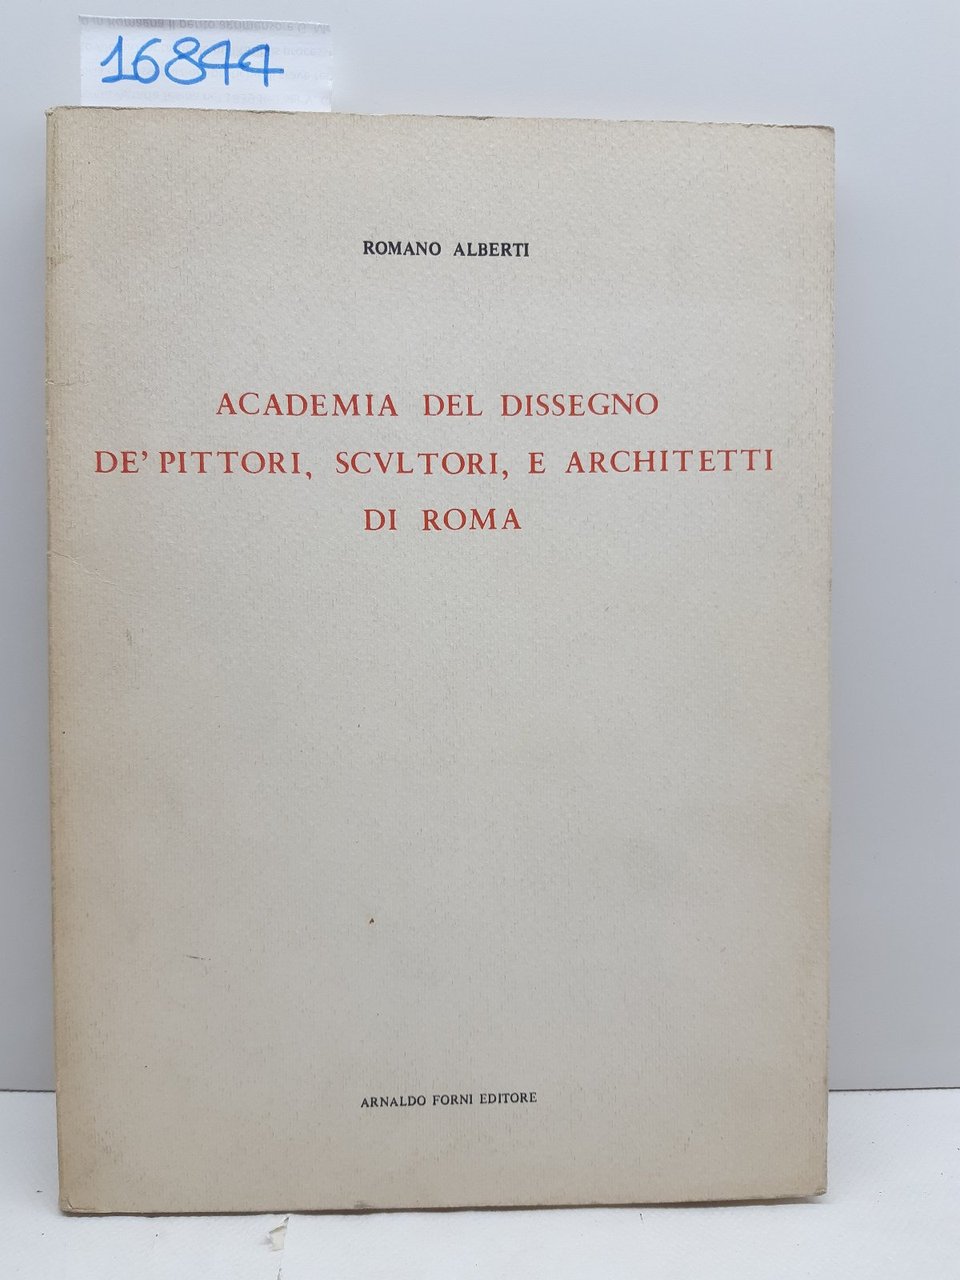 16844
ROMANO ALBERTI
ACADEMIA DEL DISSEGNO
DE' PITTORI, SCVLTORI, E ARCHITETTI
DI ROMA
ARNALDO FORNI EDITORE